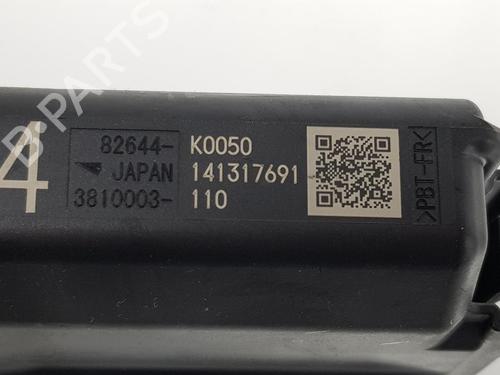 B-PARTS
4
82644-K0050
JAPAN 141317691
3810003-110
>PBT-FR<